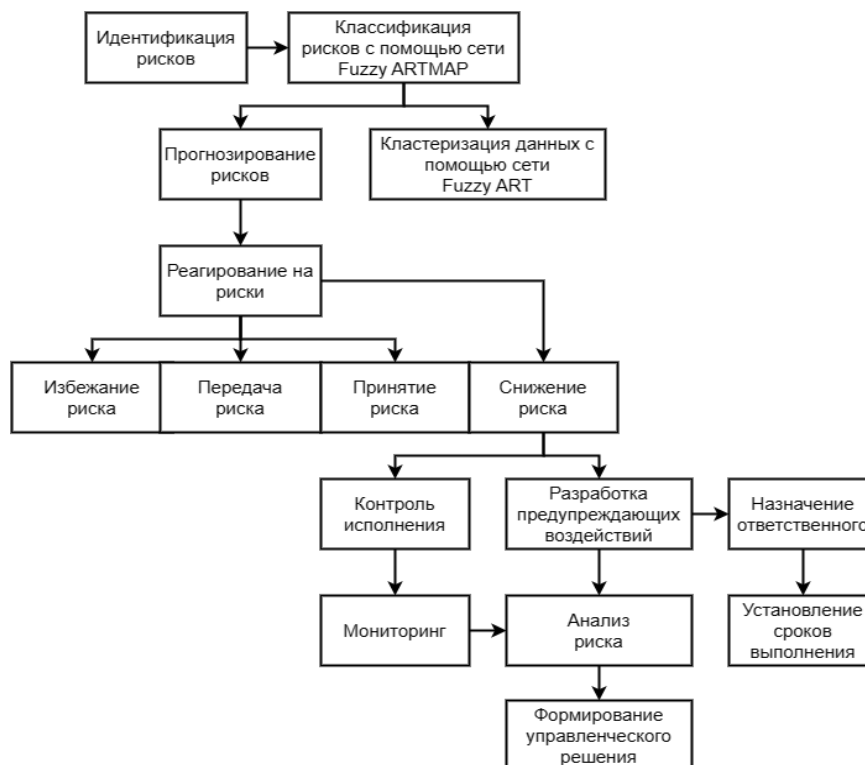 Идентификация
рисков
Классификация
рисков с помощью сети
Fuzzy ARTMAP
Прогнозирование
рисков
Кластеризация данных с
помощью сети
Fuzzy ART
Реагирование на
риски
Избежание
риска
Передача
риска
Принятие
риска
Снижение
риска
Контроль
исполнения
Разработка
предупреждающих
воздействий
Назначение
ответственного
Мониторинг
Анализ
риска
Установление
сроков
выполнения
Формирование
управленческого
решения